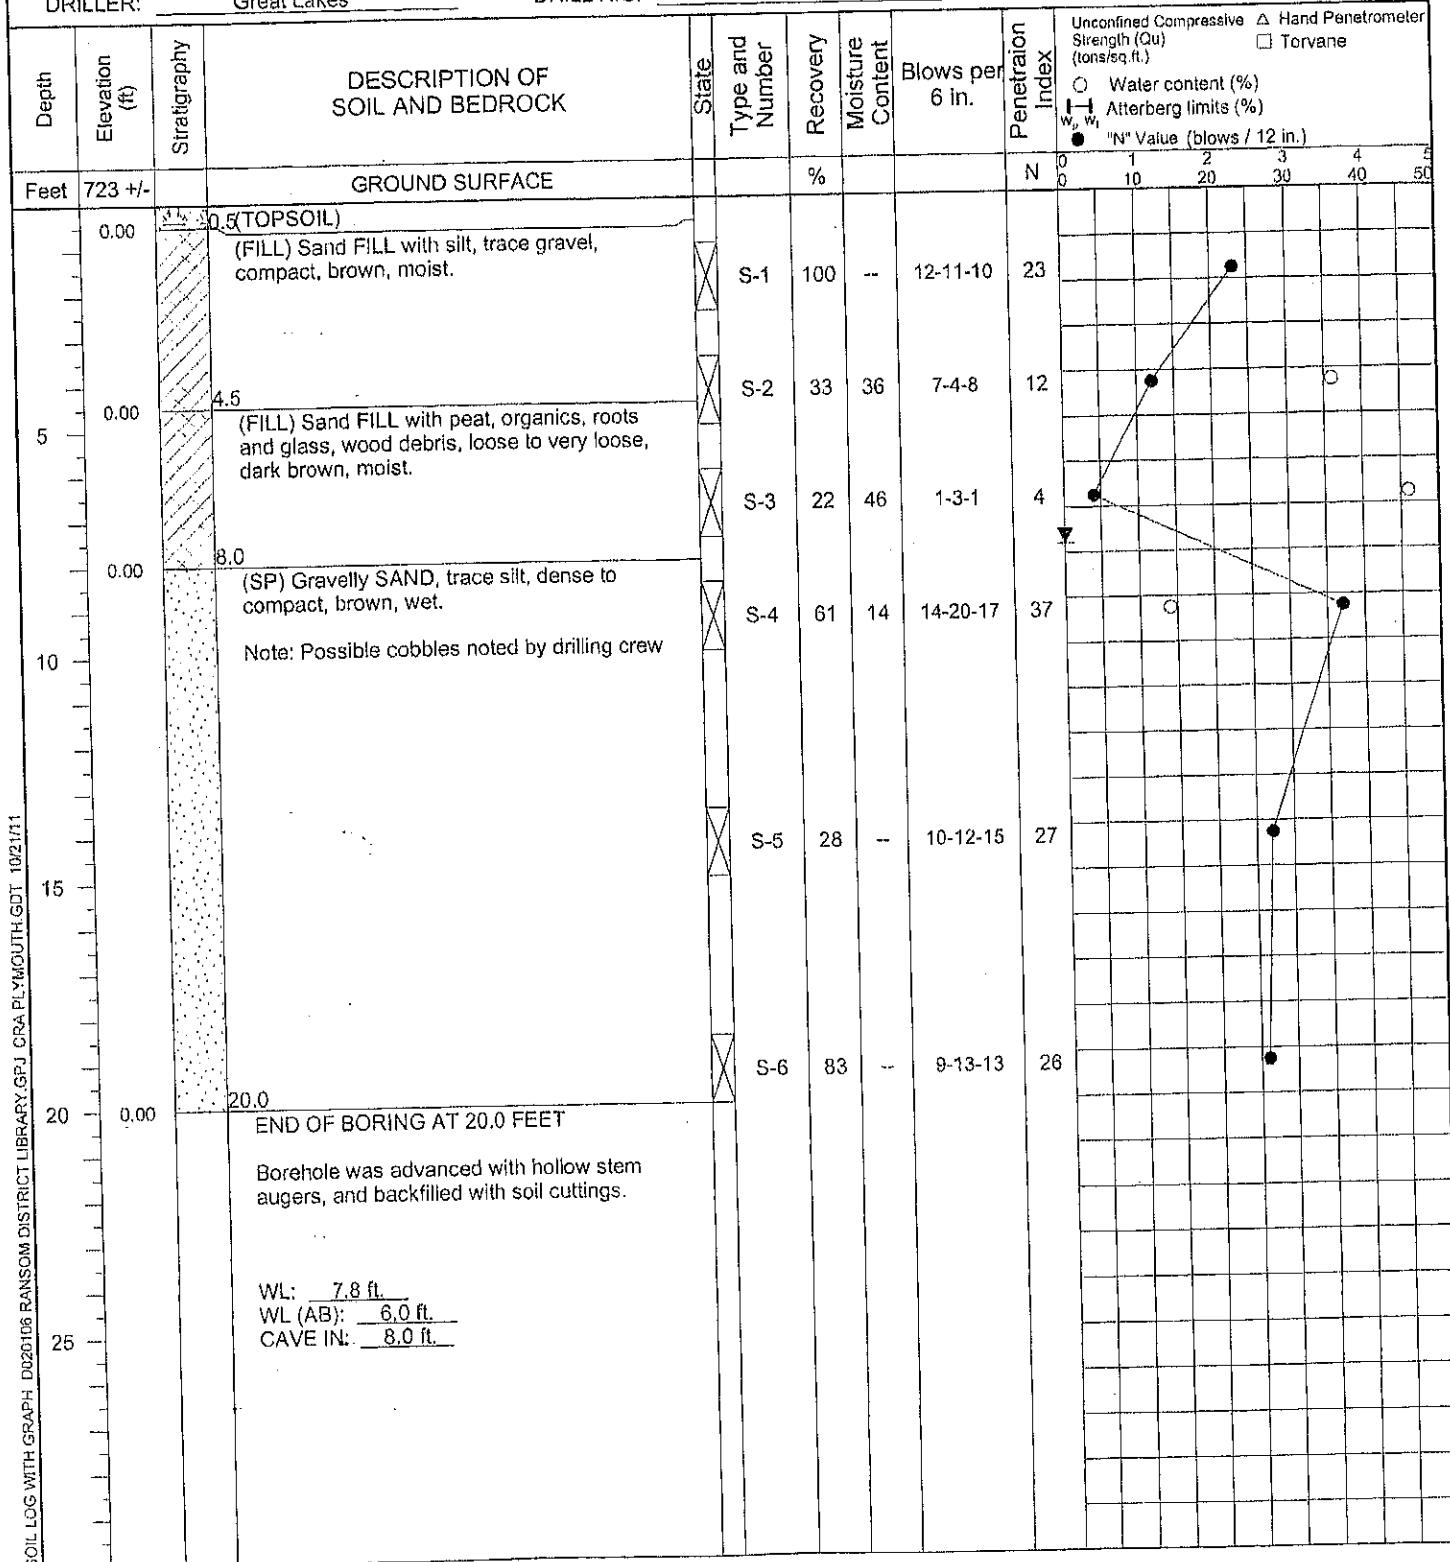 DRILLER: Great Lakes
Depth
Elevation (ft)
Stratigraphy
DESCRIPTION OF
SOIL AND BEDROCK
State
Type and Number
Recovery
Moisture Content
Blows per
6 in.
Penetraion Index
Unconfined Compressive △ Hand Penetrometer
Strength (Qu) □ Torvane
(tons/sq.ft.)
○ Water content (%)
Atterberg limits (%)
Wp Wl
● "N" Value (blows / 12 in.)
Feet 723 +/- GROUND SURFACE % N
0 1 2 3 4 5
0 10 20 30 40 50
0.00 0.5 (TOPSOIL)
(FILL) Sand FILL with silt, trace gravel,
compact, brown, moist.
S-1 100 -- 12-11-10 23
S-2 33 36 7-4-8 12
0.00 4.5
5
(FILL) Sand FILL with peat, organics, roots
and glass, wood debris, loose to very loose,
dark brown, moist.
S-3 22 46 1-3-1 4
0.00 8.0
(SP) Gravelly SAND, trace silt, dense to
compact, brown, wet.
S-4 61 14 14-20-17 37
Note: Possible cobbles noted by drilling crew
10
S-5 28 -- 10-12-15 27
15
S-6 83 -- 9-13-13 26
20 0.00 20.0
END OF BORING AT 20.0 FEET
Borehole was advanced with hollow stem
augers, and backfilled with soil cuttings.
WL: 7.8 ft.
WL (AB): 6.0 ft.
CAVE IN: 8.0 ft.
25
SOIL LOG WITH GRAPH D020106 RANSOM DISTRICT LIBRARY.GPJ CRA PLYMOUTH.GDT 10/21/11